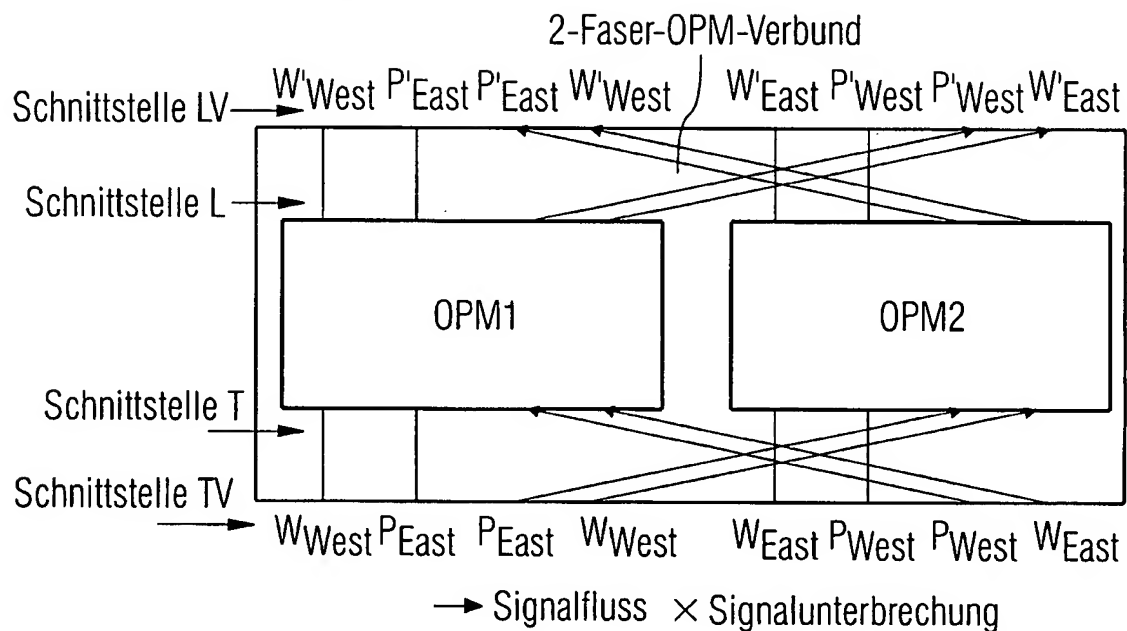 2-Faser-OPM-Verbund
W'West P'East P'East W'West W'East P'West P'West W'East
Schnittstelle LV
Schnittstelle L
OPM1 OPM2
Schnittstelle T
Schnittstelle TV
WWest PEast PEast WWest WEast PWest PWest WEast
→ Signalfluss × Signalunterbrechung